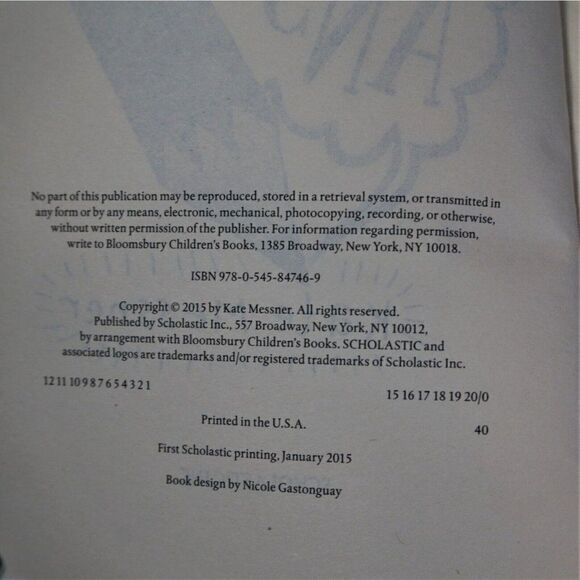 AND
No part of this publication may be reproduced, stored in a retrieval system, or transmitted in
any form or by any means, electronic, mechanical, photocopying, recording, or otherwise,
without written permission of the publisher. For information regarding permission,
write to Bloomsbury Children's Books, 1385 Broadway, New York, NY 10018.
ISBN 978-0-545-84746-9
Copyright © 2015 by Kate Messner. All rights reserved.
Published by Scholastic Inc., 557 Broadway, New York, NY 10012,
by arrangement with Bloomsbury Children's Books. SCHOLASTIC and
associated logos are trademarks and/or registered trademarks of Scholastic Inc.
12 11 10 9 8 7 6 5 4 3 2 1 15 16 17 18 19 20/0
Printed in the U.S.A. 40
First Scholastic printing, January 2015
Book design by Nicole Gastonguay